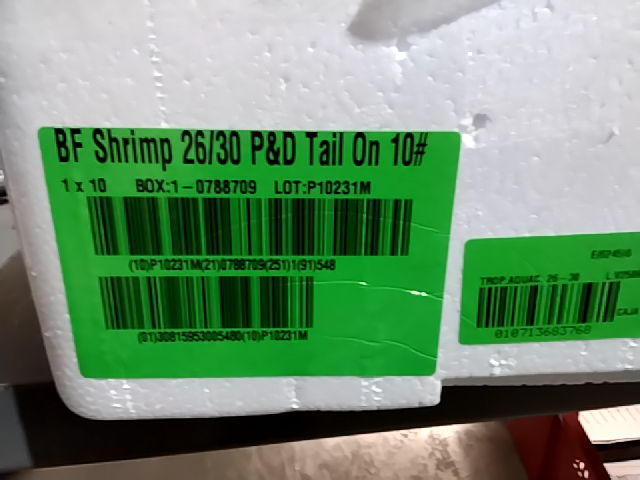 BF Shrimp 26/30 P&D Tail On 10#
1 x 10 BOX:1-0788709 LOT:P10231M
(10)P10231M(21)0788709(251)1(91)548
(01)30815953005480(10)P10231M
TROP.AQUAC. 26-30
CAJA
010713683768